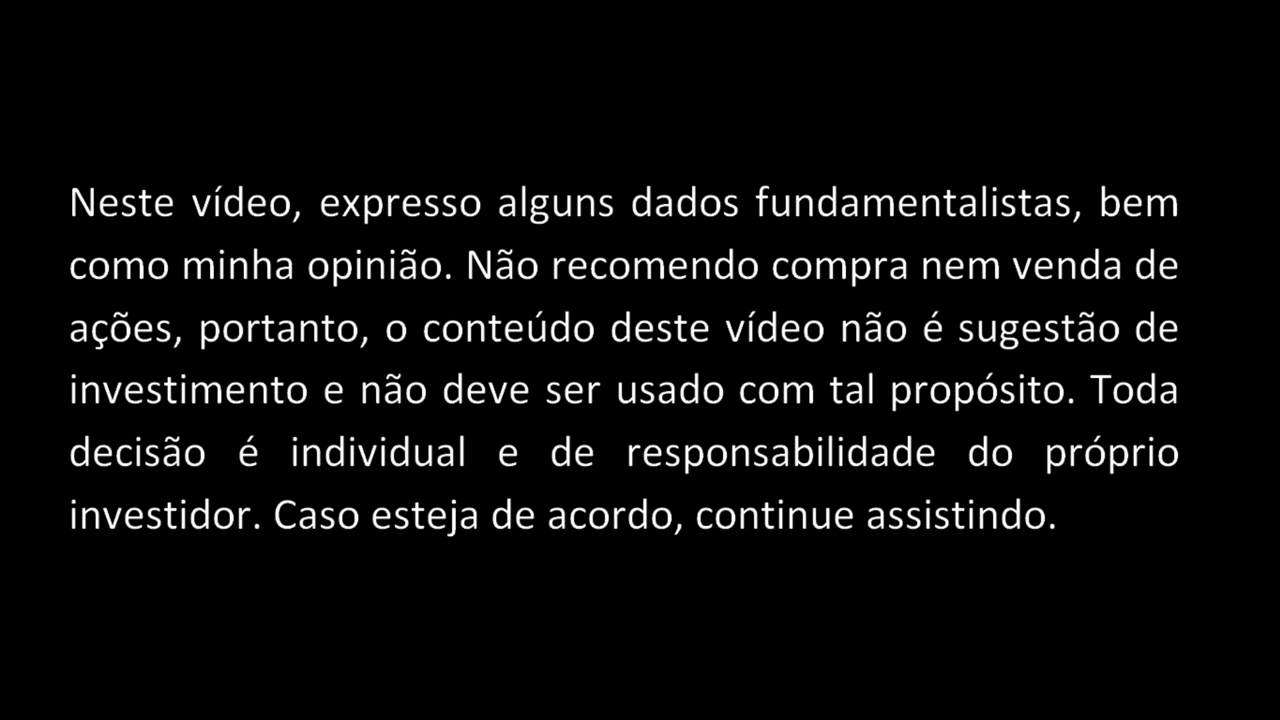 Neste vídeo, expresso alguns dados fundamentalistas, bem
como minha opinião. Não recomendo compra nem venda de
ações, portanto, o conteúdo deste vídeo não é sugestão de
investimento e não deve ser usado com tal propósito. Toda
decisão é individual e de responsabilidade do próprio
investidor. Caso esteja de acordo, continue assistindo.